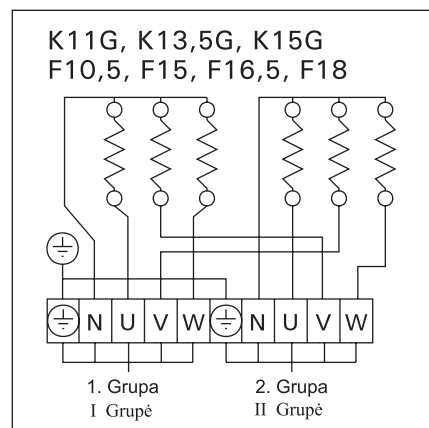 K11G, K13,5G, K15G
F10,5, F15, F16,5, F18
N U V W N U V W
1. Grupa 2. Grupa
I Grupė II Grupė